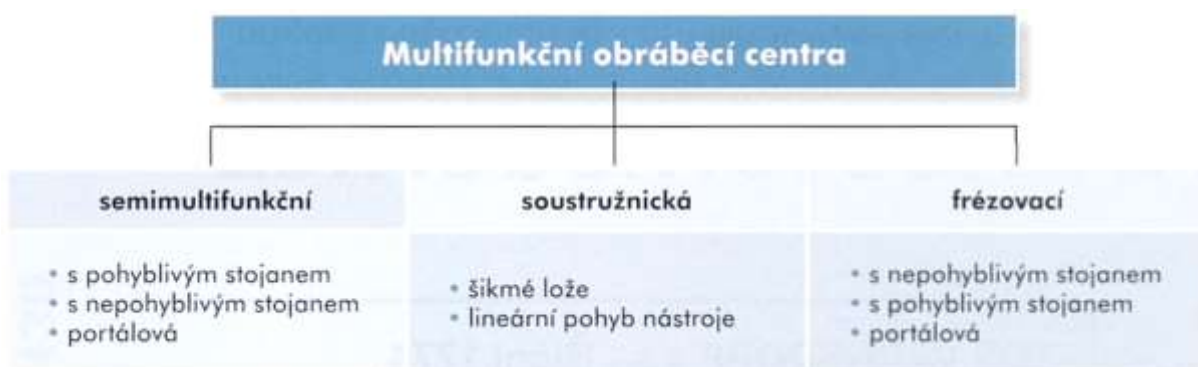 Multifunkční obráběcí centra
semimultifunkční
• s pohyblivým stojanem
• s nepohyblivým stojanem
• portálová
soustružnická
• šikmé lože
• lineární pohyb nástroje
frézovací
• s nepohyblivým stojanem
• s pohyblivým stojanem
• portálová